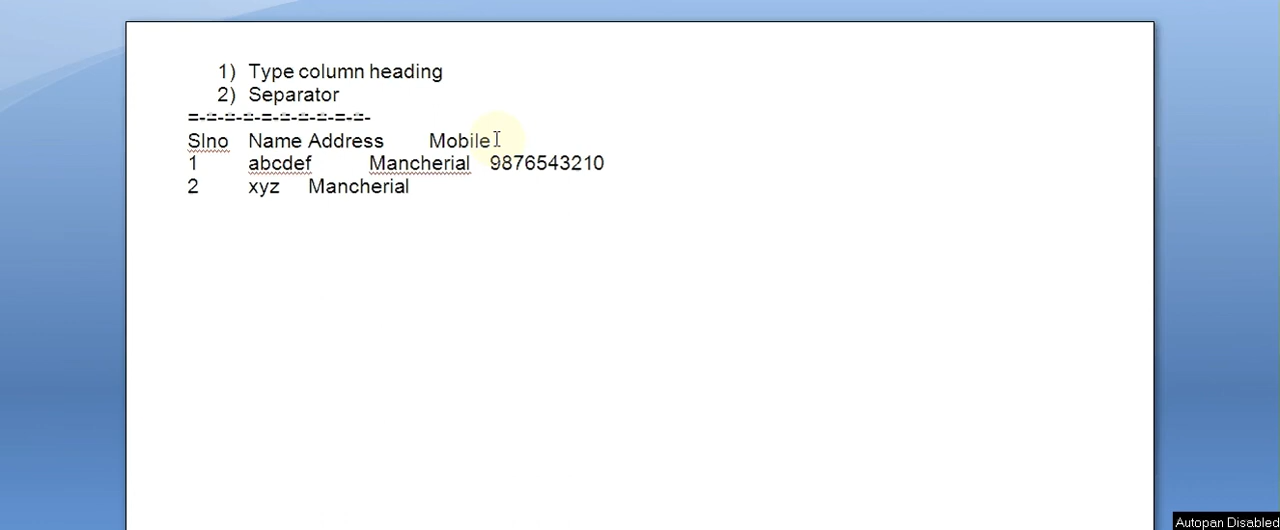 1) Type column heading
2) Separator
=-=-=-=-=-=-=-=-=-=-
Slno Name Address Mobile
1 abcdef Mancherial 9876543210
2 xyz Mancherial
Autopan Disabled